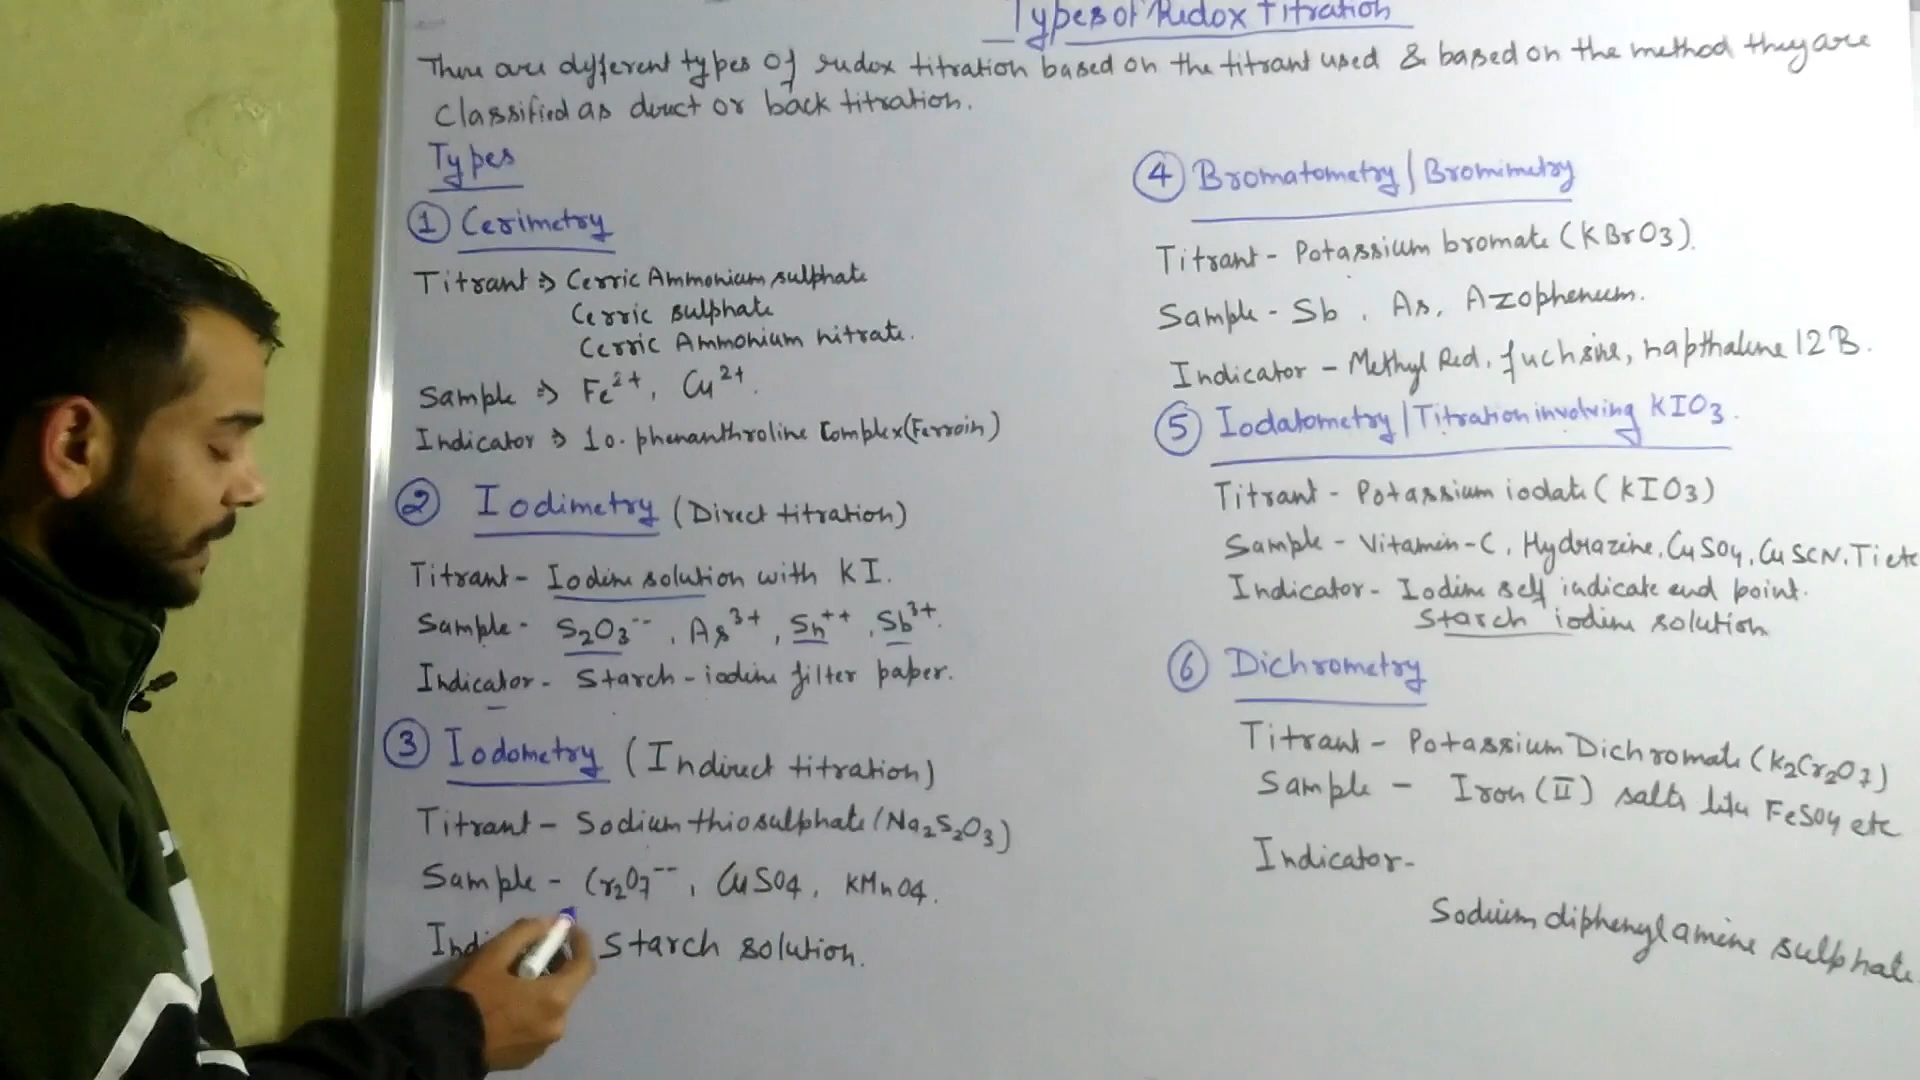 Types of Redox Titration
There are different types of redox titration based on the titrant used & based on the method they are
Classified as direct or back titration.
Types
① Cerimetry
Titrant ⇒ Cerric Ammonium sulphate
Cerric sulphate
Cerric Ammonium nitrate.
Sample ⇒ Fe²⁺, Cu²⁺.
Indicator ⇒ 10. phenanthroline Complex (Ferroin)
② Iodimetry (Direct titration)
Titrant - Iodine solution with KI.
Sample - S₂O₃⁻⁻, As³⁺, Sn⁺⁺, Sb³⁺.
Indicator - Starch - iodine filter paper.
③ Iodometry (Indirect titration)
Titrant - Sodium thiosulphate (Na₂S₂O₃)
Sample - Cr₂O₇⁻⁻, CuSO₄, KMnO₄.
Indi starch solution.
④ Bromatometry / Bromimetry
Titrant - Potassium bromate (KBrO₃).
Sample - Sb, As, Azophenum.
Indicator - Methyl Red, fuchsine, napthalene 12 B.
⑤ Iodatometry / Titration involving KIO₃.
Titrant - Potassium iodate (KIO₃)
Sample - Vitamin-C, Hydrazine, CuSO₄, CuSCN, Ti etc
Indicator - Iodine self indicate end point.
Starch iodine solution
⑥ Dichrometry
Titrant - Potassium Dichromate (K₂Cr₂O₇)
Sample - Iron (II) salts like FeSO₄ etc
Indicator -
Sodium diphenylamine sulphate